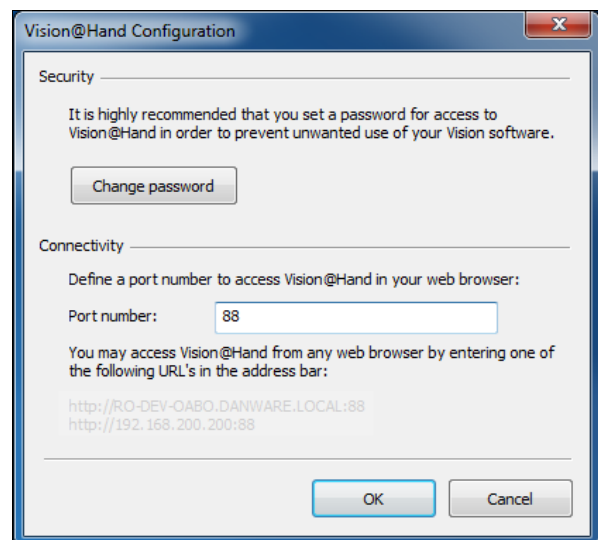 Vision@Hand Configuration
Security
It is highly recommended that you set a password for access to
Vision@Hand in order to prevent unwanted use of your Vision software.
Change password
Connectivity
Define a port number to access Vision@Hand in your web browser:
Port number: 88
You may access Vision@Hand from any web browser by entering one of
the following URL's in the address bar:
http://RO-DEV-OABO.DANWARE.LOCAL:88
http://192.168.200.200:88
OK Cancel